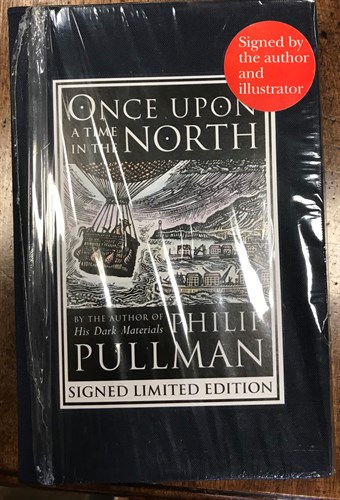 Signed by
the author
and
illustrator
ONCE UPON
A TIME
IN THE
NORTH
BY THE AUTHOR OF
His Dark Materials
PHILIP
PULLMAN
SIGNED LIMITED EDITION